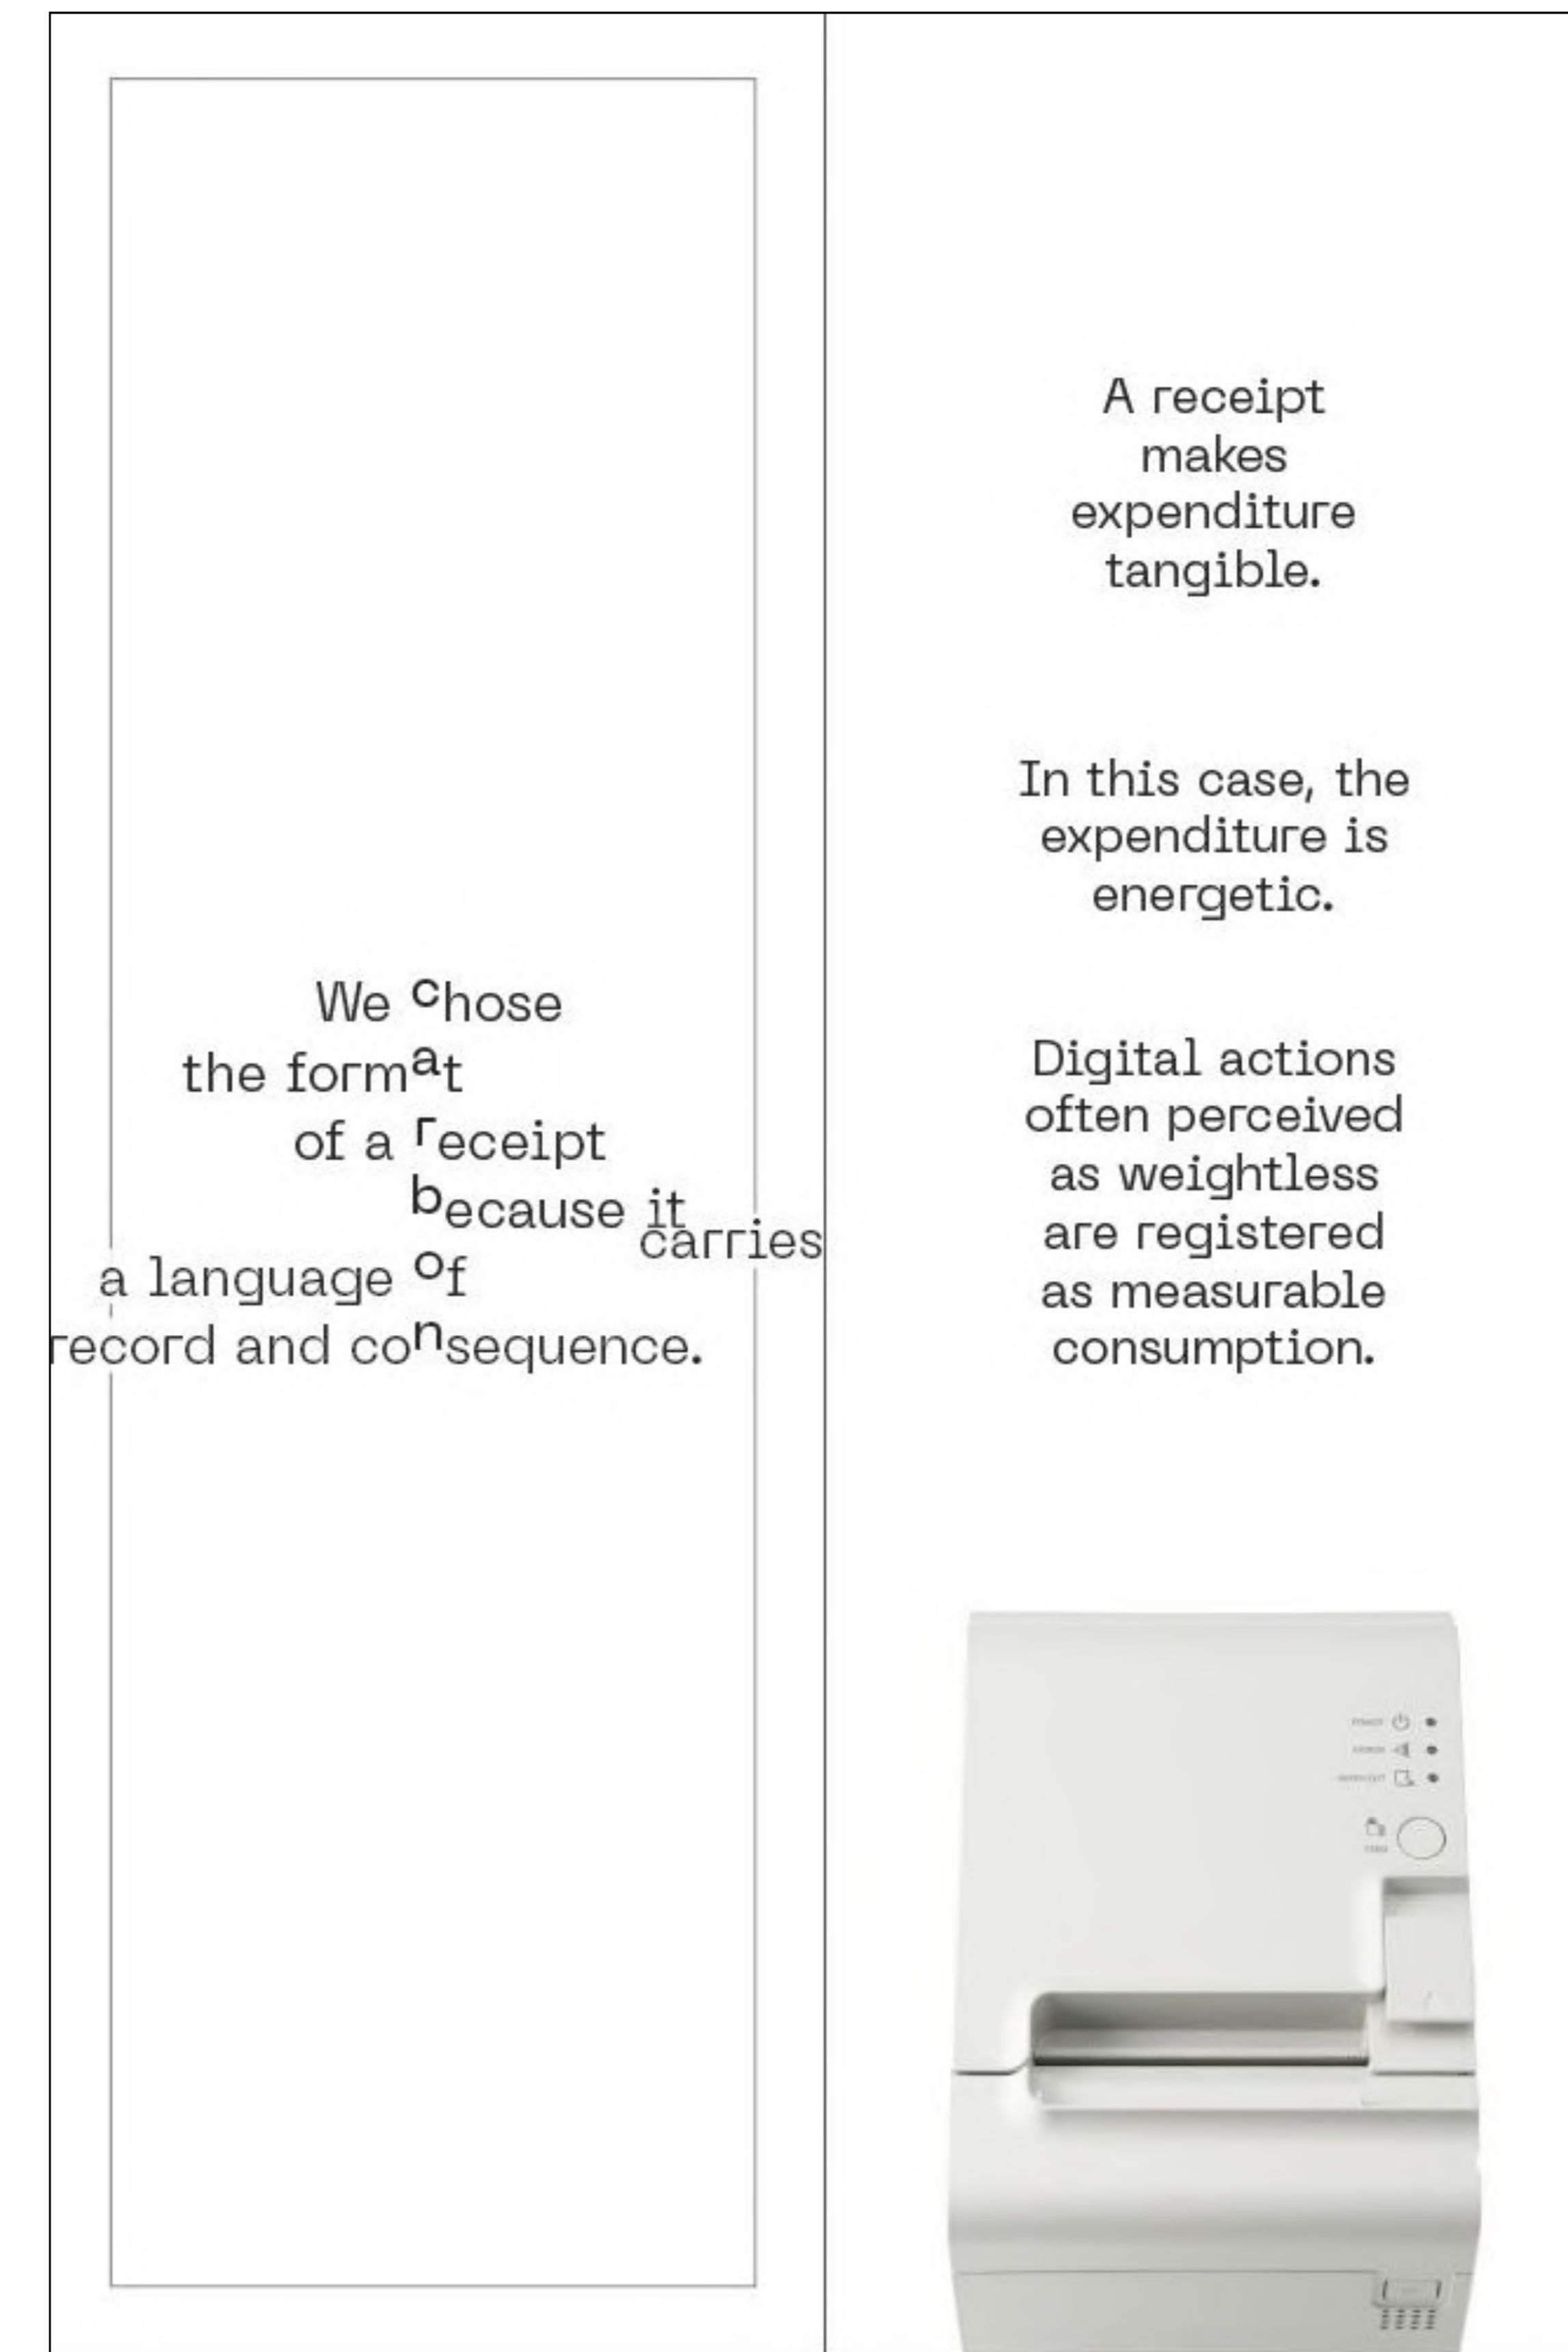 We chose
the format
of a receipt
because it
carries
a language of
record and consequence.
A receipt
makes
expenditure
tangible.
In this case, the
expenditure is
energetic.
Digital actions
often perceived
as weightless
are registered
as measurable
consumption.